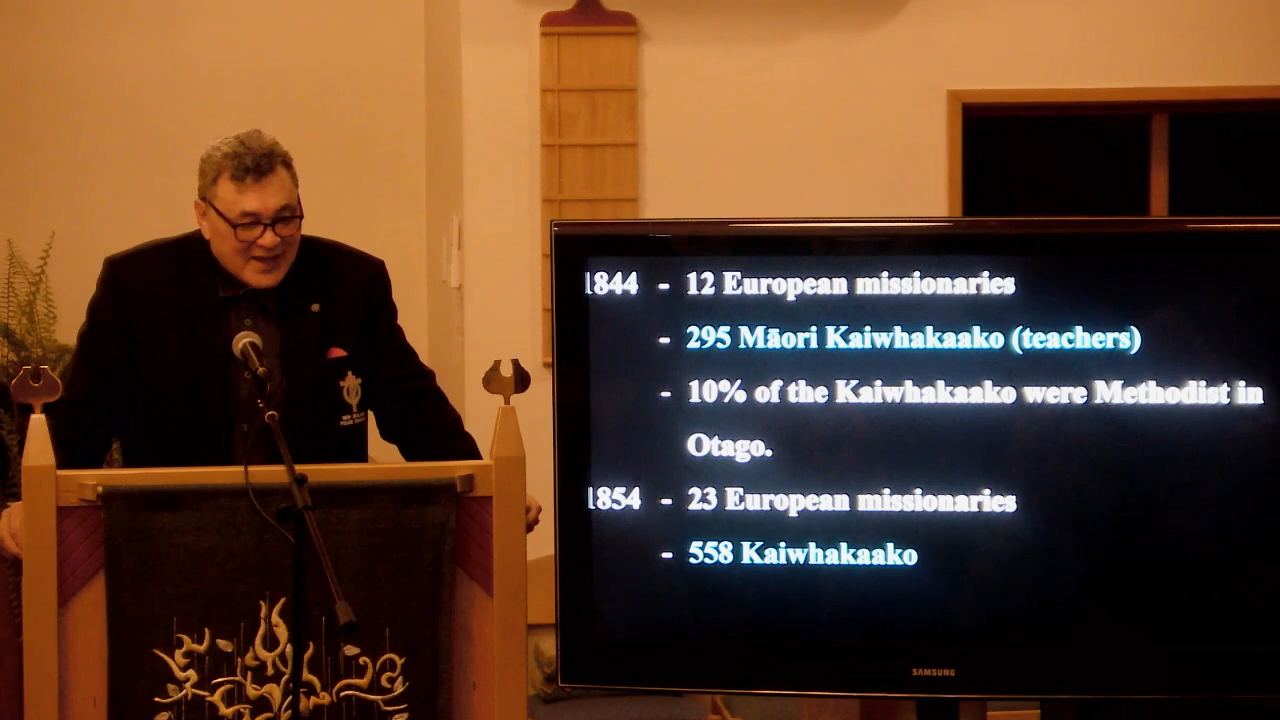 1844 - 12 European missionaries
- 295 Māori Kaiwhakaako (teachers)
- 10% of the Kaiwhakaako were Methodist in
Otago.
1854 - 23 European missionaries
- 558 Kaiwhakaako
SAMSUNG